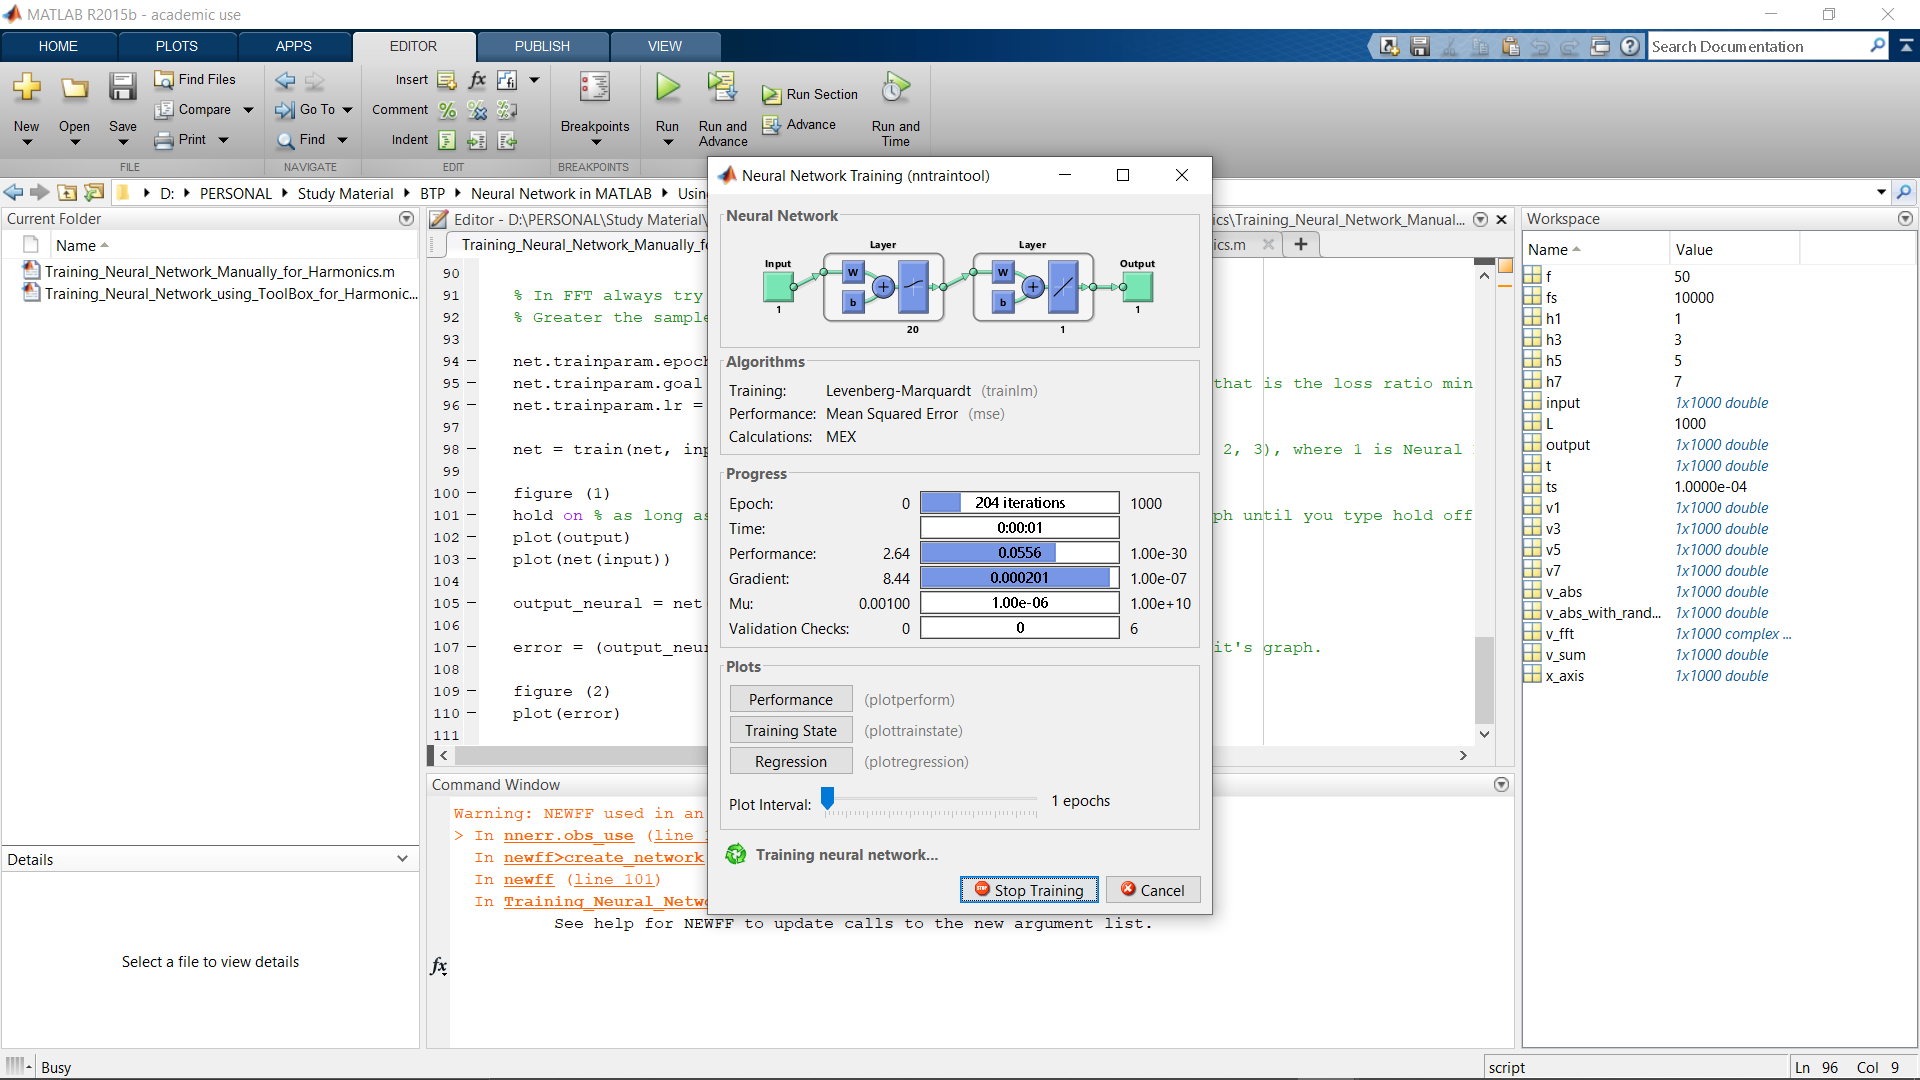 MATLAB R2015b - academic use
HOME
PLOTS
APPS
EDITOR
PUBLISH
VIEW
Search Documentation
New
Open
Save
Find Files
Compare
Print
Go To
Find
Insert
Comment
Indent
fx
Breakpoints
Run
Run and Advance
Run Section
Advance
Run and Time
FILE
NAVIGATE
EDIT
BREAKPOINTS
D: PERSONAL Study Material BTP Neural Network in MATLAB Usin
Current Folder
Name
Training_Neural_Network_Manually_for_Harmonics.m
Training_Neural_Network_using_ToolBox_for_Harmonic...
Details
Select a file to view details
Editor - D:\PERSONAL\Study Material\
ics\Training_Neural_Network_Manual...
Training_Neural_Network_Manually_fo
ics.m
90
91 % In FFT always try
92 % Greater the sample
93
94 net.trainparam.epoch
95 net.trainparam.goal that is the loss ratio min
96 net.trainparam.lr =
97
98 net = train(net, inp 2, 3), where 1 is Neural
99
100 figure (1)
101 hold on % as long as ph until you type hold off
102 plot(output)
103 plot(net(input))
104
105 output_neural = net
106
107 error = (output_neur it's graph.
108
109 figure (2)
110 plot(error)
111
Command Window
Warning: NEWFF used in an
> In nnerr.obs_use (line
In newff>create_network
In newff (line 101)
In Training_Neural_Netwo
See help for NEWFF to update calls to the new argument list.
fx
Neural Network Training (nntraintool)
Neural Network
Layer
Layer
Input
Output
W
b
+
W
b
+
1
20
1
1
Algorithms
Training: Levenberg-Marquardt (trainlm)
Performance: Mean Squared Error (mse)
Calculations: MEX
Progress
Epoch: 0 204 iterations 1000
Time: 0:00:01
Performance: 2.64 0.0556 1.00e-30
Gradient: 8.44 0.000201 1.00e-07
Mu: 0.00100 1.00e-06 1.00e+10
Validation Checks: 0 0 6
Plots
Performance (plotperform)
Training State (plottrainstate)
Regression (plotregression)
Plot Interval: 1 epochs
Training neural network...
Stop Training
Cancel
Workspace
Name Value
f 50
fs 10000
h1 1
h3 3
h5 5
h7 7
input 1x1000 double
L 1000
output 1x1000 double
t 1x1000 double
ts 1.0000e-04
v1 1x1000 double
v3 1x1000 double
v5 1x1000 double
v7 1x1000 double
v_abs 1x1000 double
v_abs_with_rand... 1x1000 double
v_fft 1x1000 complex ...
v_sum 1x1000 double
x_axis 1x1000 double
Busy
script
Ln 96 Col 9